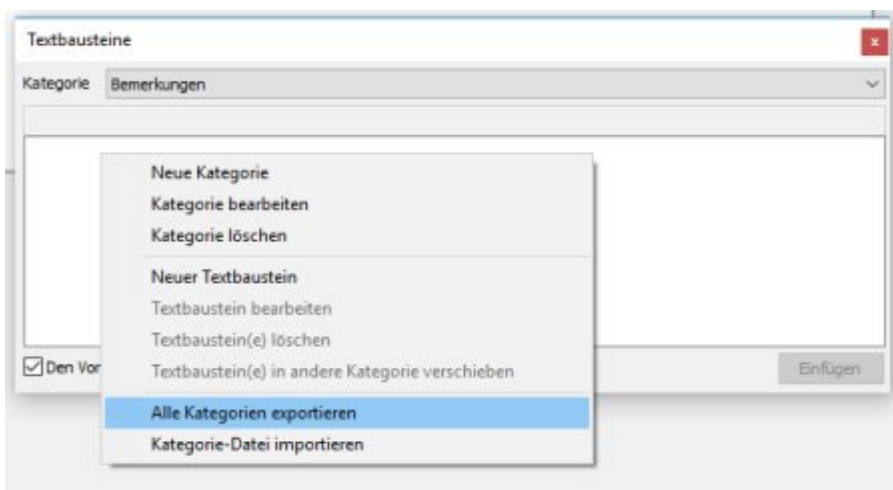 Textbausteine
Kategorie Bemerkungen
Neue Kategorie
Kategorie bearbeiten
Kategorie löschen
Neuer Textbaustein
Textbaustein bearbeiten
Textbaustein(e) löschen
Den Vor
Textbaustein(e) in andere Kategorie verschieben
Einfügen
Alle Kategorien exportieren
Kategorie-Datei importieren